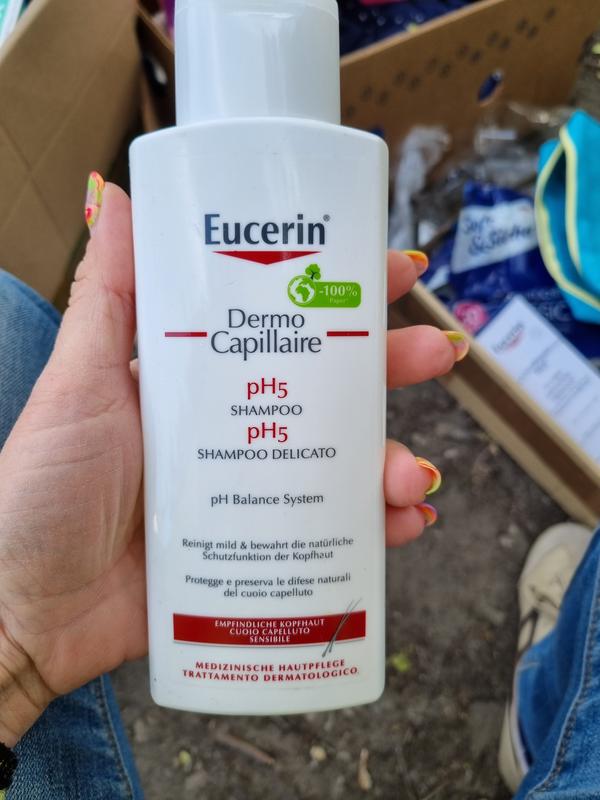 Eucerin®
-100%
Paper*
Dermo
Capillaire
pH5
SHAMPOO
pH5
SHAMPOO DELICATO
pH Balance System
Reinigt mild & bewahrt die natürliche
Schutzfunktion der Kopfhaut
Protegge e preserva le difese naturali
del cuoio capelluto
EMPFINDLICHE KOPFHAUT
CUOIO CAPELLUTO
SENSIBILE
MEDIZINISCHE HAUTPFLEGE
TRATTAMENTO DERMATOLOGICO
Eucerin